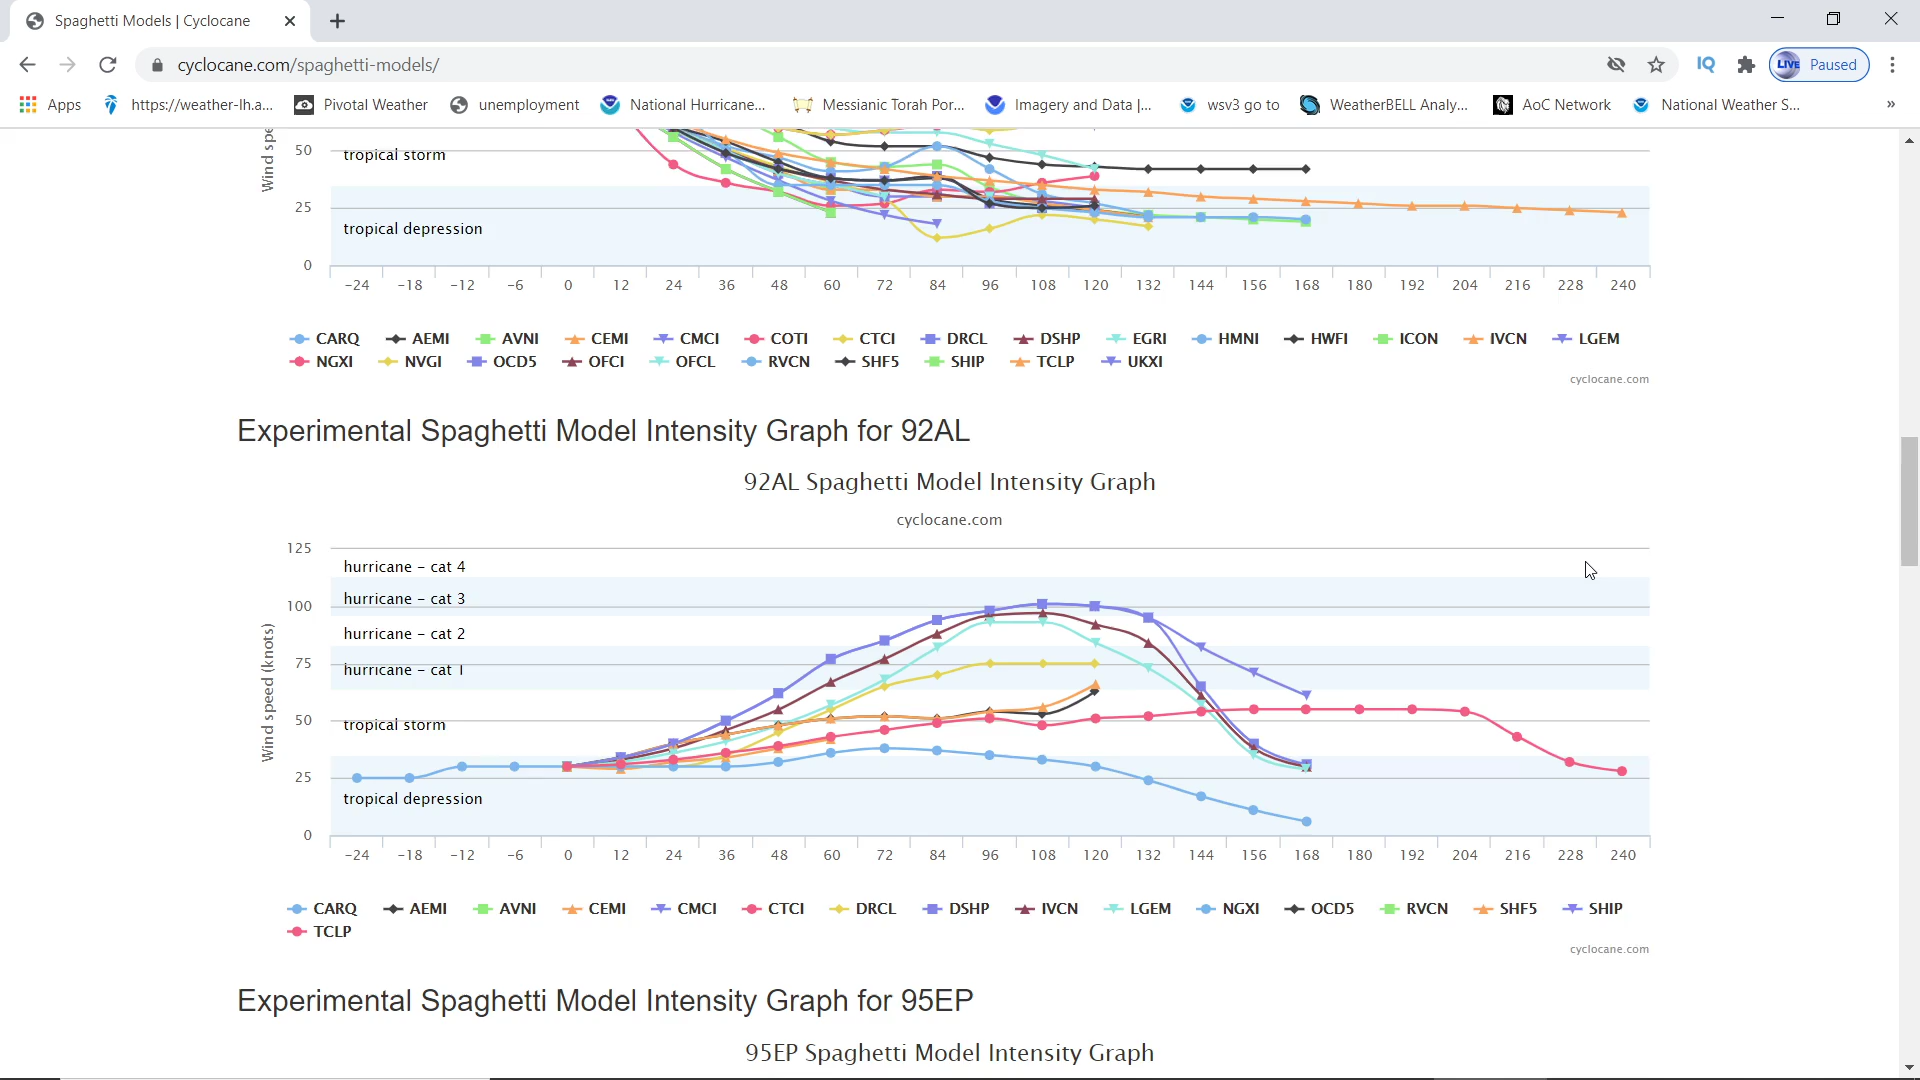 Spaghetti Models | Cyclocane
cyclocane.com/spaghetti-models/
IQ
LIVE
Paused
Apps https://weather-lh.a... Pivotal Weather unemployment National Hurricane... Messianic Torah Por... Imagery and Data |... wsv3 go to WeatherBELL Analy... AoC Network National Weather S... »
Wind spe
50 tropical storm
25
tropical depression
0
-24 -18 -12 -6 0 12 24 36 48 60 72 84 96 108 120 132 144 156 168 180 192 204 216 228 240
CARQ AEMI AVNI CEMI CMCI COTI CTCI DRCL DSHP EGRI HMNI HWFI ICON IVCN LGEM
NGXI NVGI OCD5 OFCI OFCL RVCN SHF5 SHIP TCLP UKXI
cyclocane.com
Experimental Spaghetti Model Intensity Graph for 92AL
92AL Spaghetti Model Intensity Graph
cyclocane.com
Wind speed (knots)
125
hurricane - cat 4
100 hurricane - cat 3
hurricane - cat 2
75 hurricane - cat 1
50 tropical storm
25
tropical depression
0
-24 -18 -12 -6 0 12 24 36 48 60 72 84 96 108 120 132 144 156 168 180 192 204 216 228 240
CARQ AEMI AVNI CEMI CMCI CTCI DRCL DSHP IVCN LGEM NGXI OCD5 RVCN SHF5 SHIP
TCLP
cyclocane.com
Experimental Spaghetti Model Intensity Graph for 95EP
95EP Spaghetti Model Intensity Graph